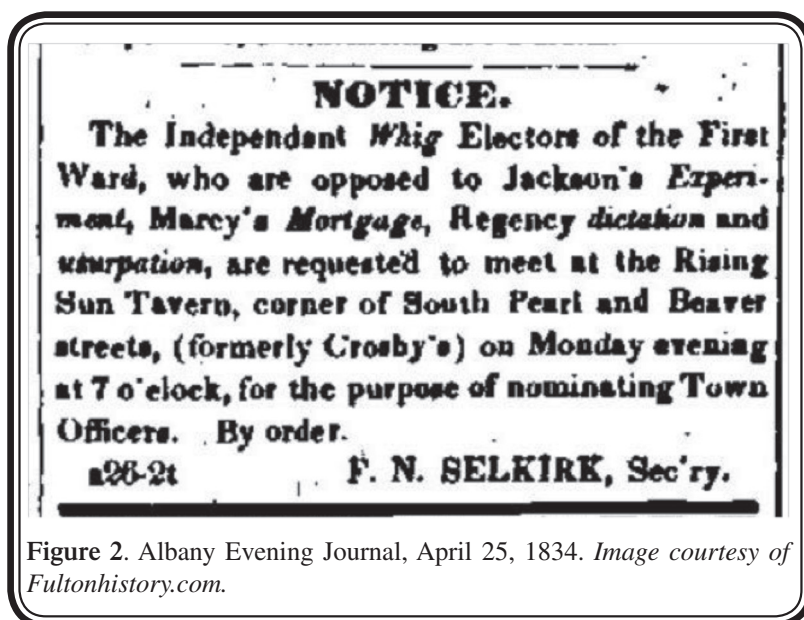 NOTICE.
The Independent Whig Electors of the First
Ward, who are opposed to Jackson's Experi-
ment, Marcy's Mortgage, Regency dictation and
usurpation, are requested to meet at the Rising
Sun Tavern, corner of South Pearl and Beaver
streets, (formerly Crosby's) on Monday evening
at 7 o'clock, for the purpose of nominating Town
Officers. By order.
a26-2t F. N. SELKIRK, Sec'ry.
Figure 2. Albany Evening Journal, April 25, 1834. Image courtesy of
Fultonhistory.com.